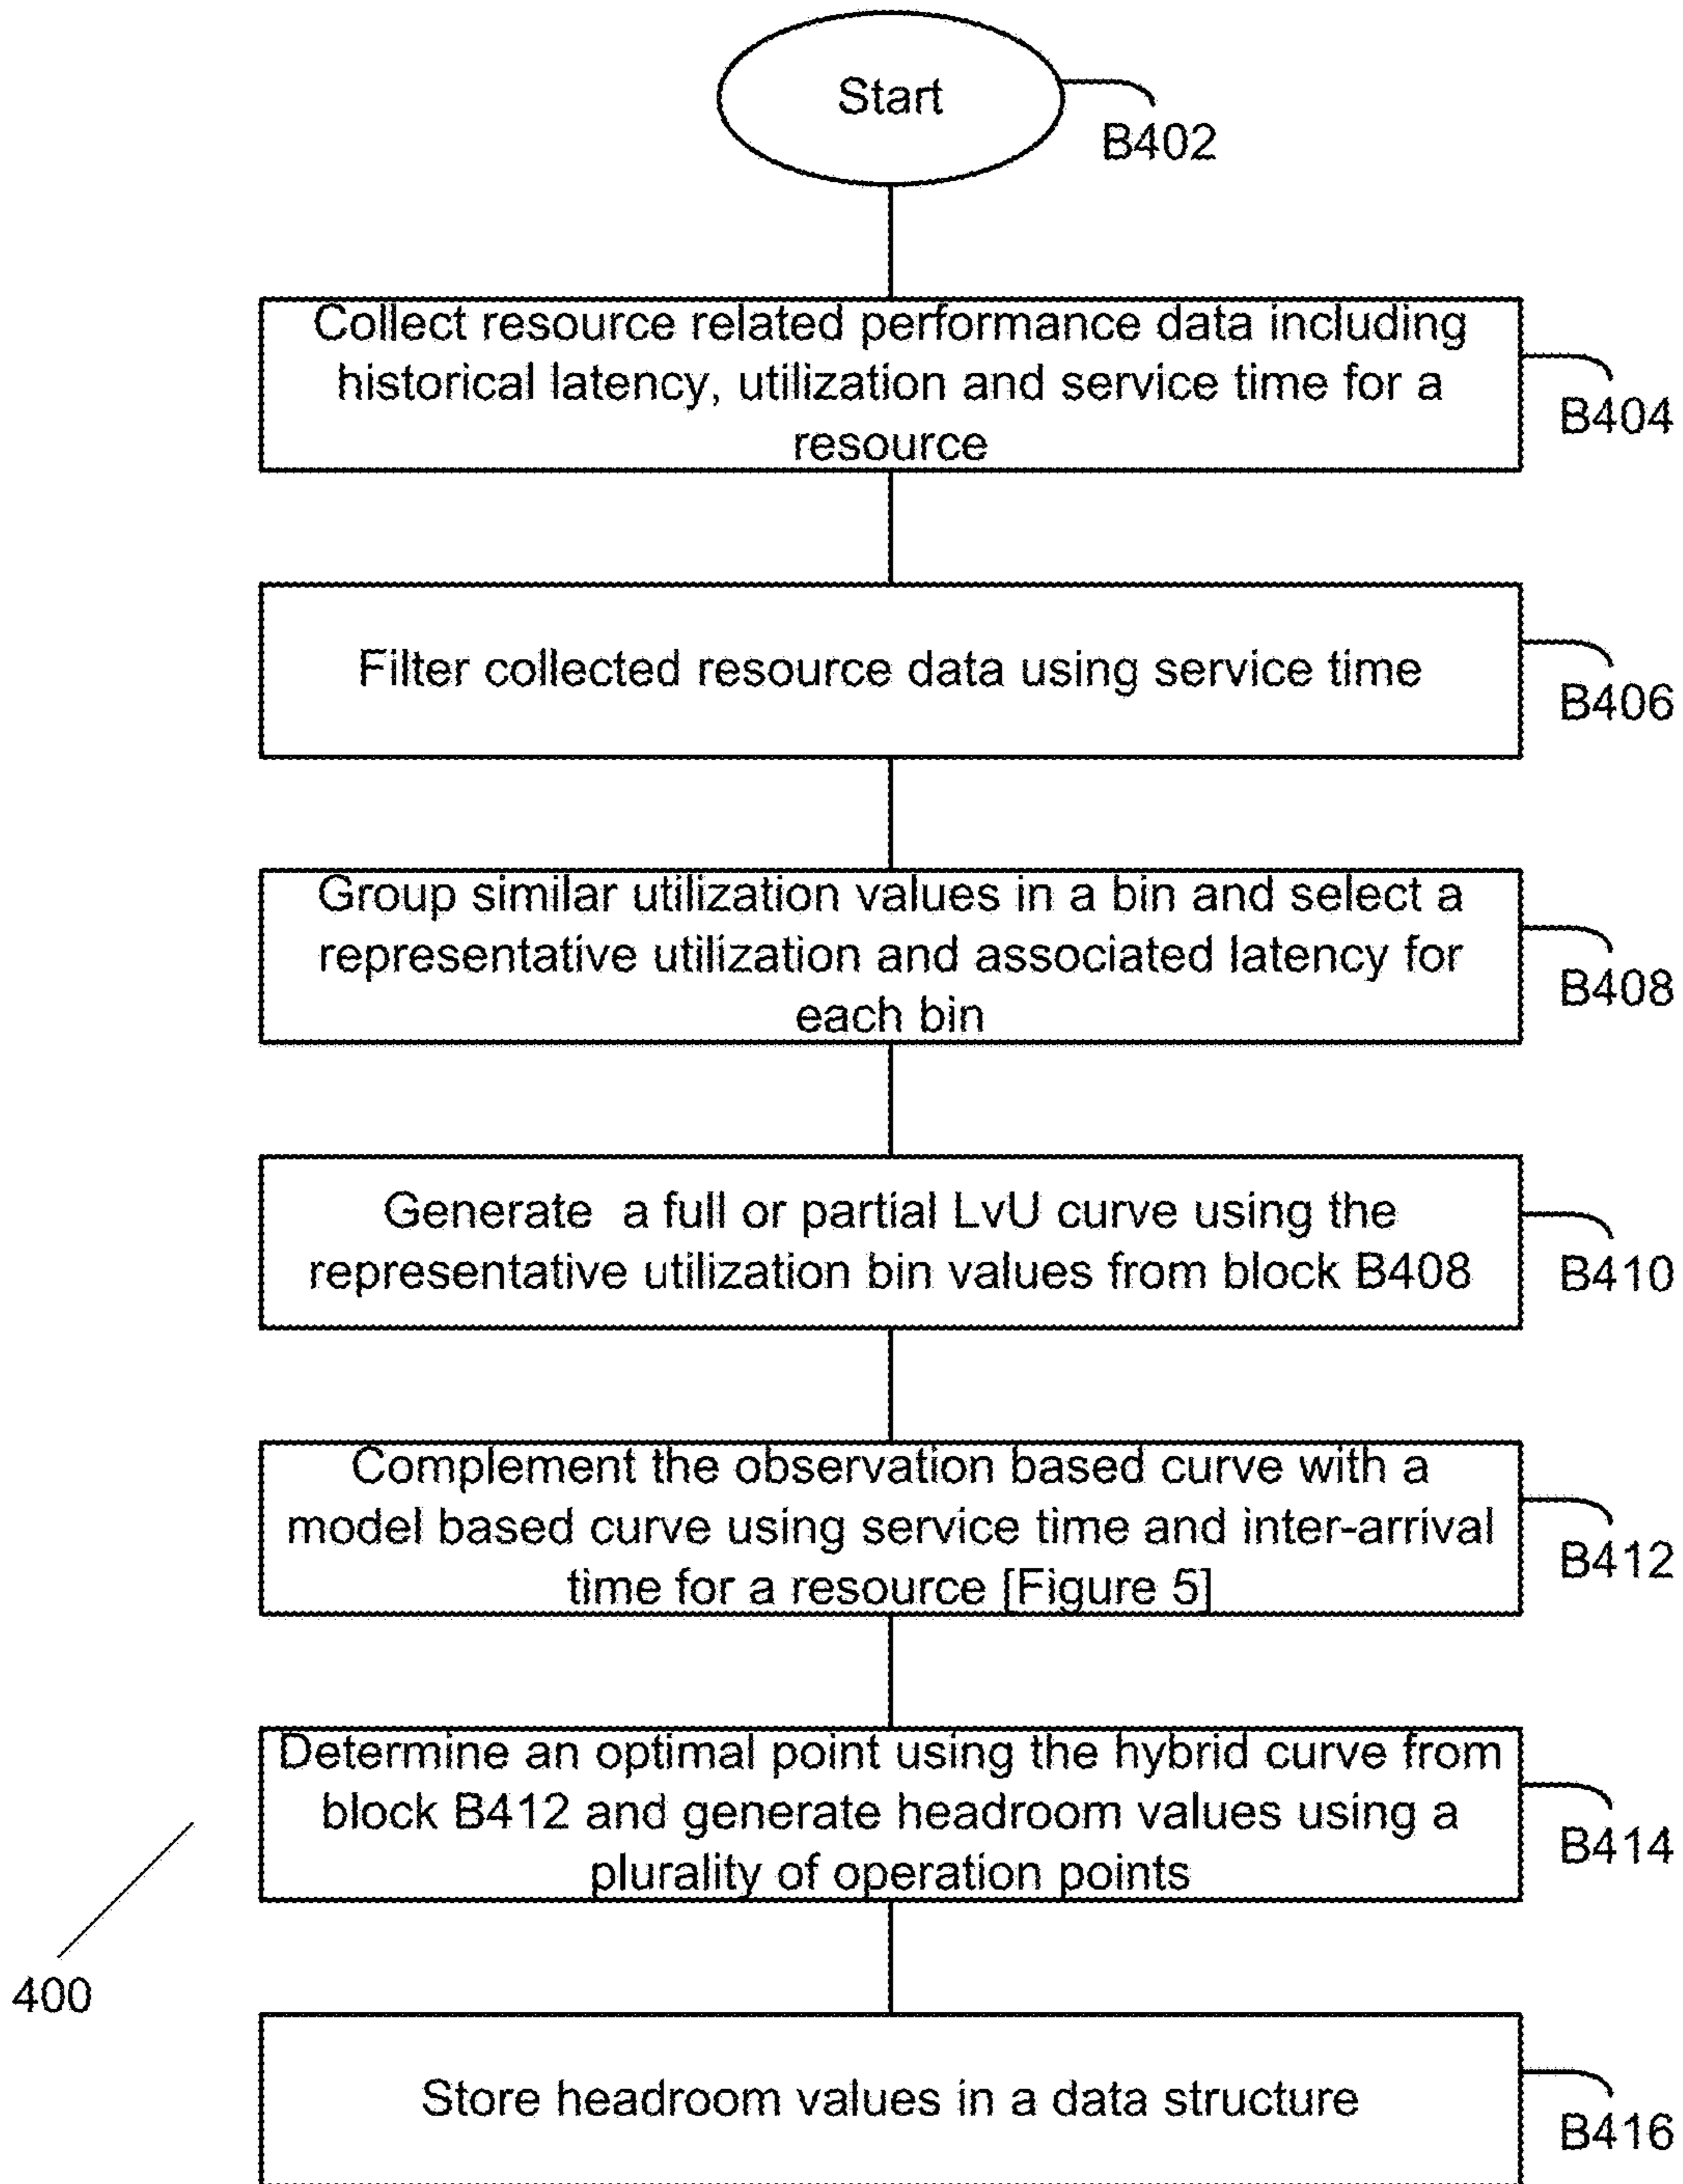 Start
B402
Collect resource related performance data including
historical latency, utilization and service time for a
resource
B404
Filter collected resource data using service time
B406
Group similar utilization values in a bin and select a
representative utilization and associated latency for
each bin
B408
Generate a full or partial LvU curve using the
representative utilization bin values from block B408
B410
Complement the observation based curve with a
model based curve using service time and inter-arrival
time for a resource [Figure 5]
B412
Determine an optimal point using the hybrid curve from
block B412 and generate headroom values using a
plurality of operation points
B414
400
Store headroom values in a data structure
B416